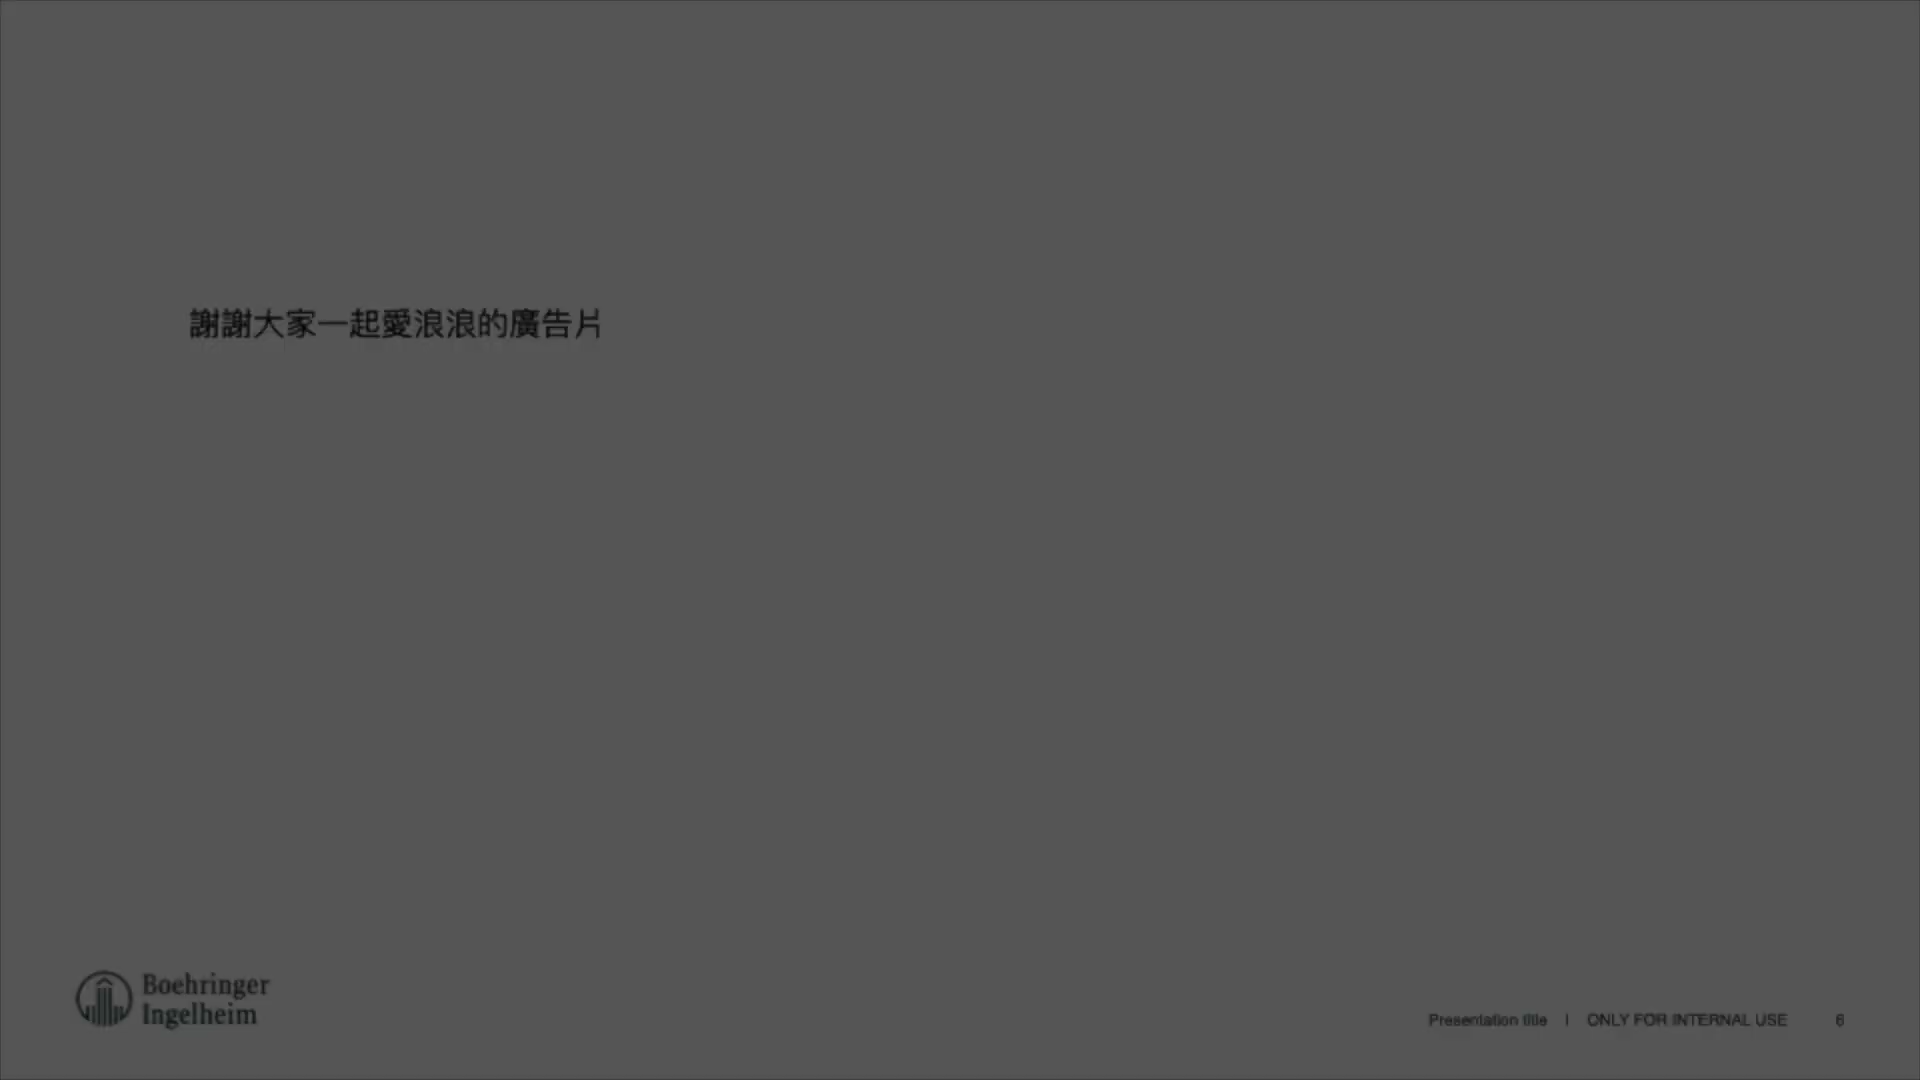 謝謝大家一起愛浪浪的廣告片
Boehringer
Ingelheim
Presentation title | ONLY FOR INTERNAL USE 6